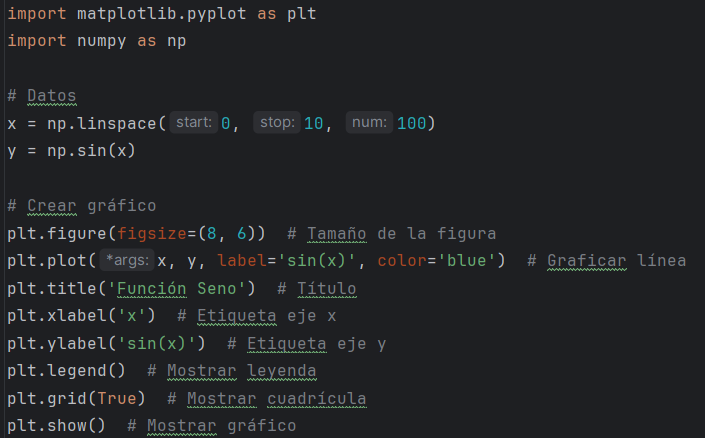 import matplotlib.pyplot as plt
import numpy as np
# Datos
x = np.linspace( start: 0, stop: 10, num: 100)
y = np.sin(x)
# Crear gráfico
plt.figure(figsize=(8, 6))  # Tamaño de la figura
plt.plot( *args: x, y, label='sin(x)', color='blue')  # Graficar línea
plt.title('Función Seno')  # Título
plt.xlabel('x')  # Etiqueta eje x
plt.ylabel('sin(x)')  # Etiqueta eje y
plt.legend()  # Mostrar leyenda
plt.grid(True)  # Mostrar cuadrícula
plt.show()  # Mostrar gráfico